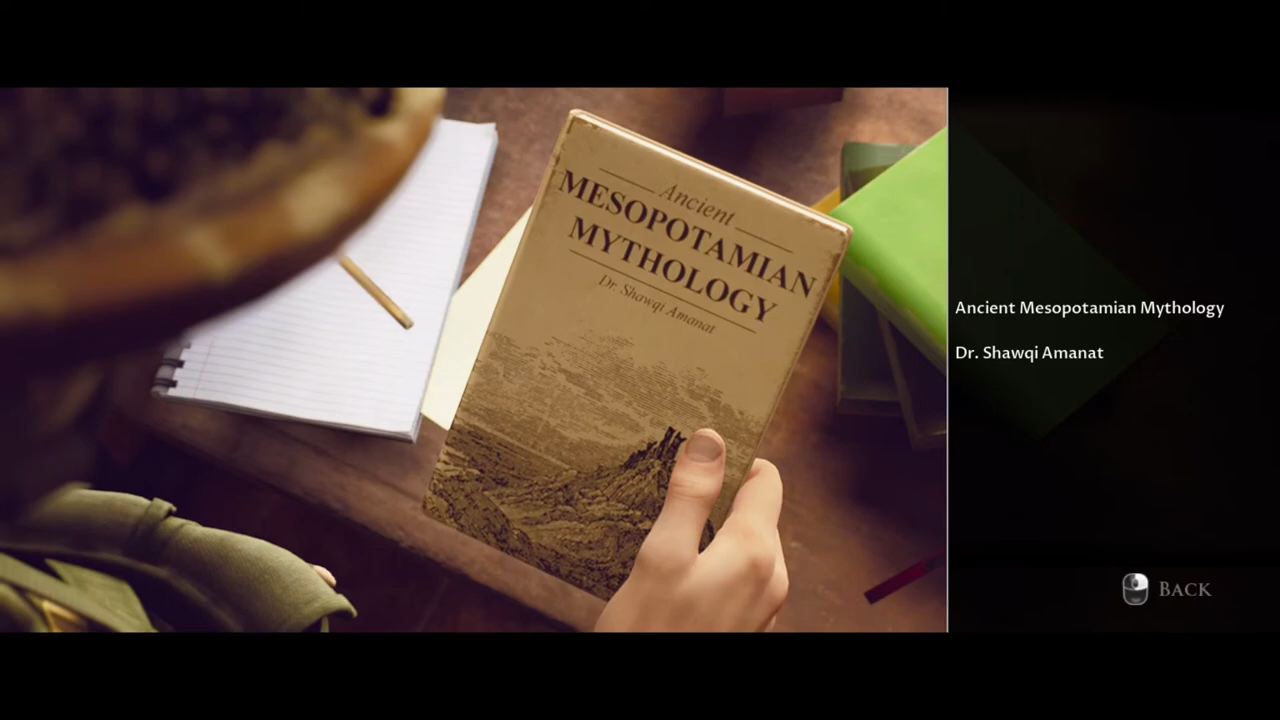 Ancient
MESOPOTAMIAN
MYTHOLOGY
Dr. Shawqi Amanat
Ancient Mesopotamian Mythology
Dr. Shawqi Amanat
BACK